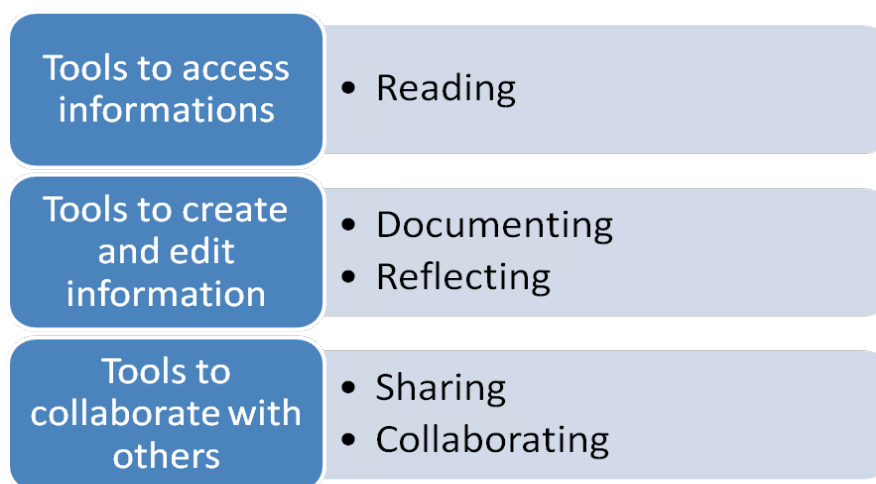 Tools to access
informations
• Reading
Tools to create
and edit
information
• Documenting
• Reflecting
Tools to
collaborate with
others
• Sharing
• Collaborating